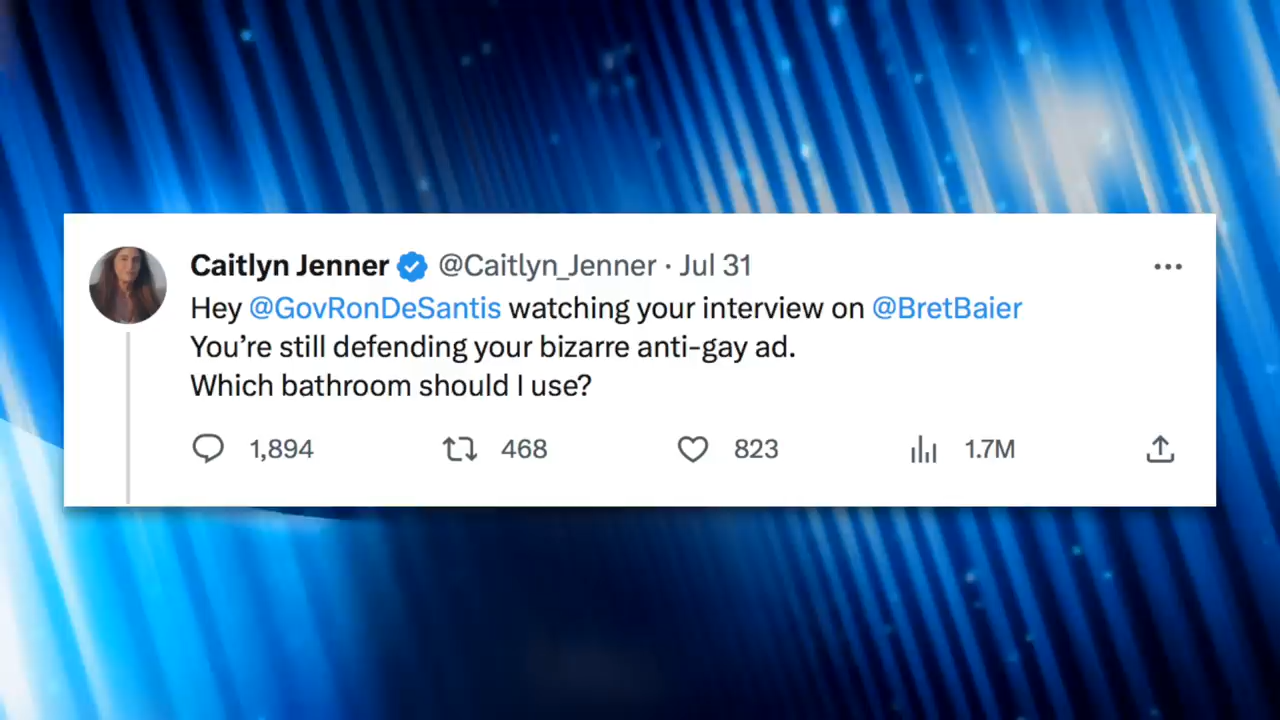 Caitlyn Jenner @Caitlyn_Jenner · Jul 31
Hey @GovRonDeSantis watching your interview on @BretBaier
You’re still defending your bizarre anti-gay ad.
Which bathroom should I use?
1,894 468 823 1.7M